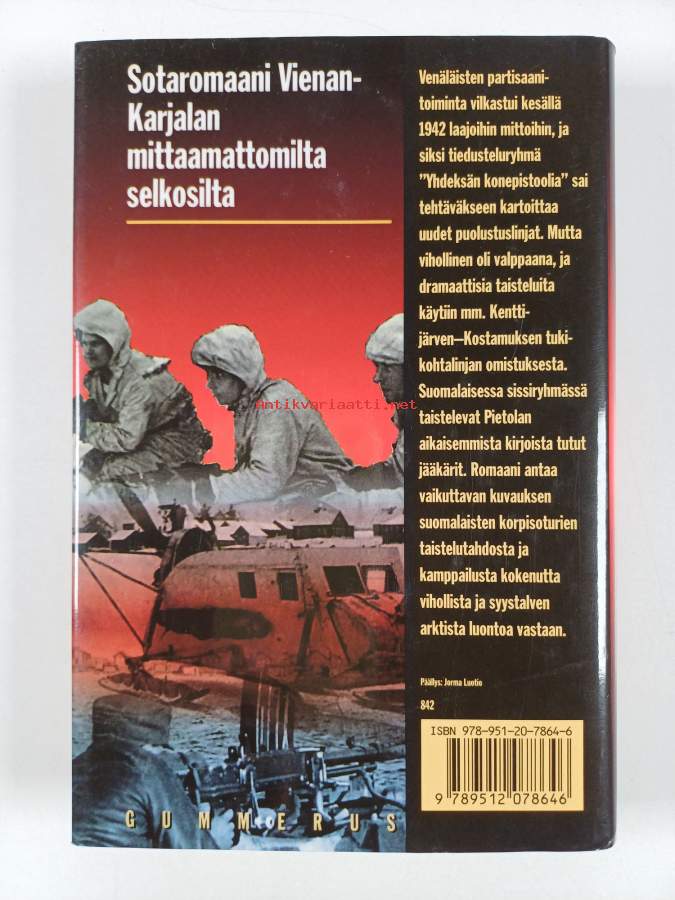 Sotaromaani Vienan-
Karjalan
mittaamattomilta
selkosilta
Venäläisten partisaani-
toiminta vilkastui kesällä
1942 laajoihin mittoihin, ja
siksi tiedusteluryhmä
”Yhdeksän konepistoolia” sai
tehtäväkseen kartoittaa
uudet puolustuslinjat. Mutta
vihollinen oli valppaana, ja
dramaattisia taisteluita
käytiin mm. Kentti-
järven–Kostamuksen tuki-
kohtalinjan omistuksesta.
Suomalaisessa sissiryhmässä
taistelevat Pietolan
aikaisemmista kirjoista tutut
jääkärit. Romaani antaa
vaikuttavan kuvauksen
suomalaisten korpisoturien
taistelutahdosta ja
kamppailusta kokenutta
vihollista ja syystalven
arktista luontoa vastaan.
Päällys: Jorma Luotio
842
ISBN 978-951-20-7864-6
9 789512 078646
GUMMERUS
Antikvariaatti.net